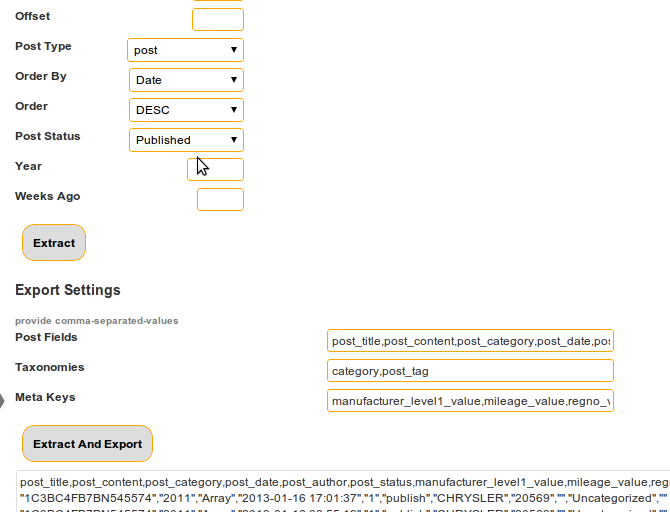 Offset
Post Type post
Order By Date
Order DESC
Post Status Published
Year
Weeks Ago
Extract
Export Settings
provide comma-separated-values
Post Fields post_title,post_content,post_category,post_date,pos
Taxonomies category,post_tag
Meta Keys manufacturer_level1_value,mileage_value,regno_v
Extract And Export
post_title,post_content,post_category,post_date,post_author,post_status,manufacturer_level1_value,mileage_value,reg
"1C3BC4FB7BN545574","2011","Array","2013-01-16 17:01:37","1","publish","CHRYSLER","20569","","Uncategorized",""